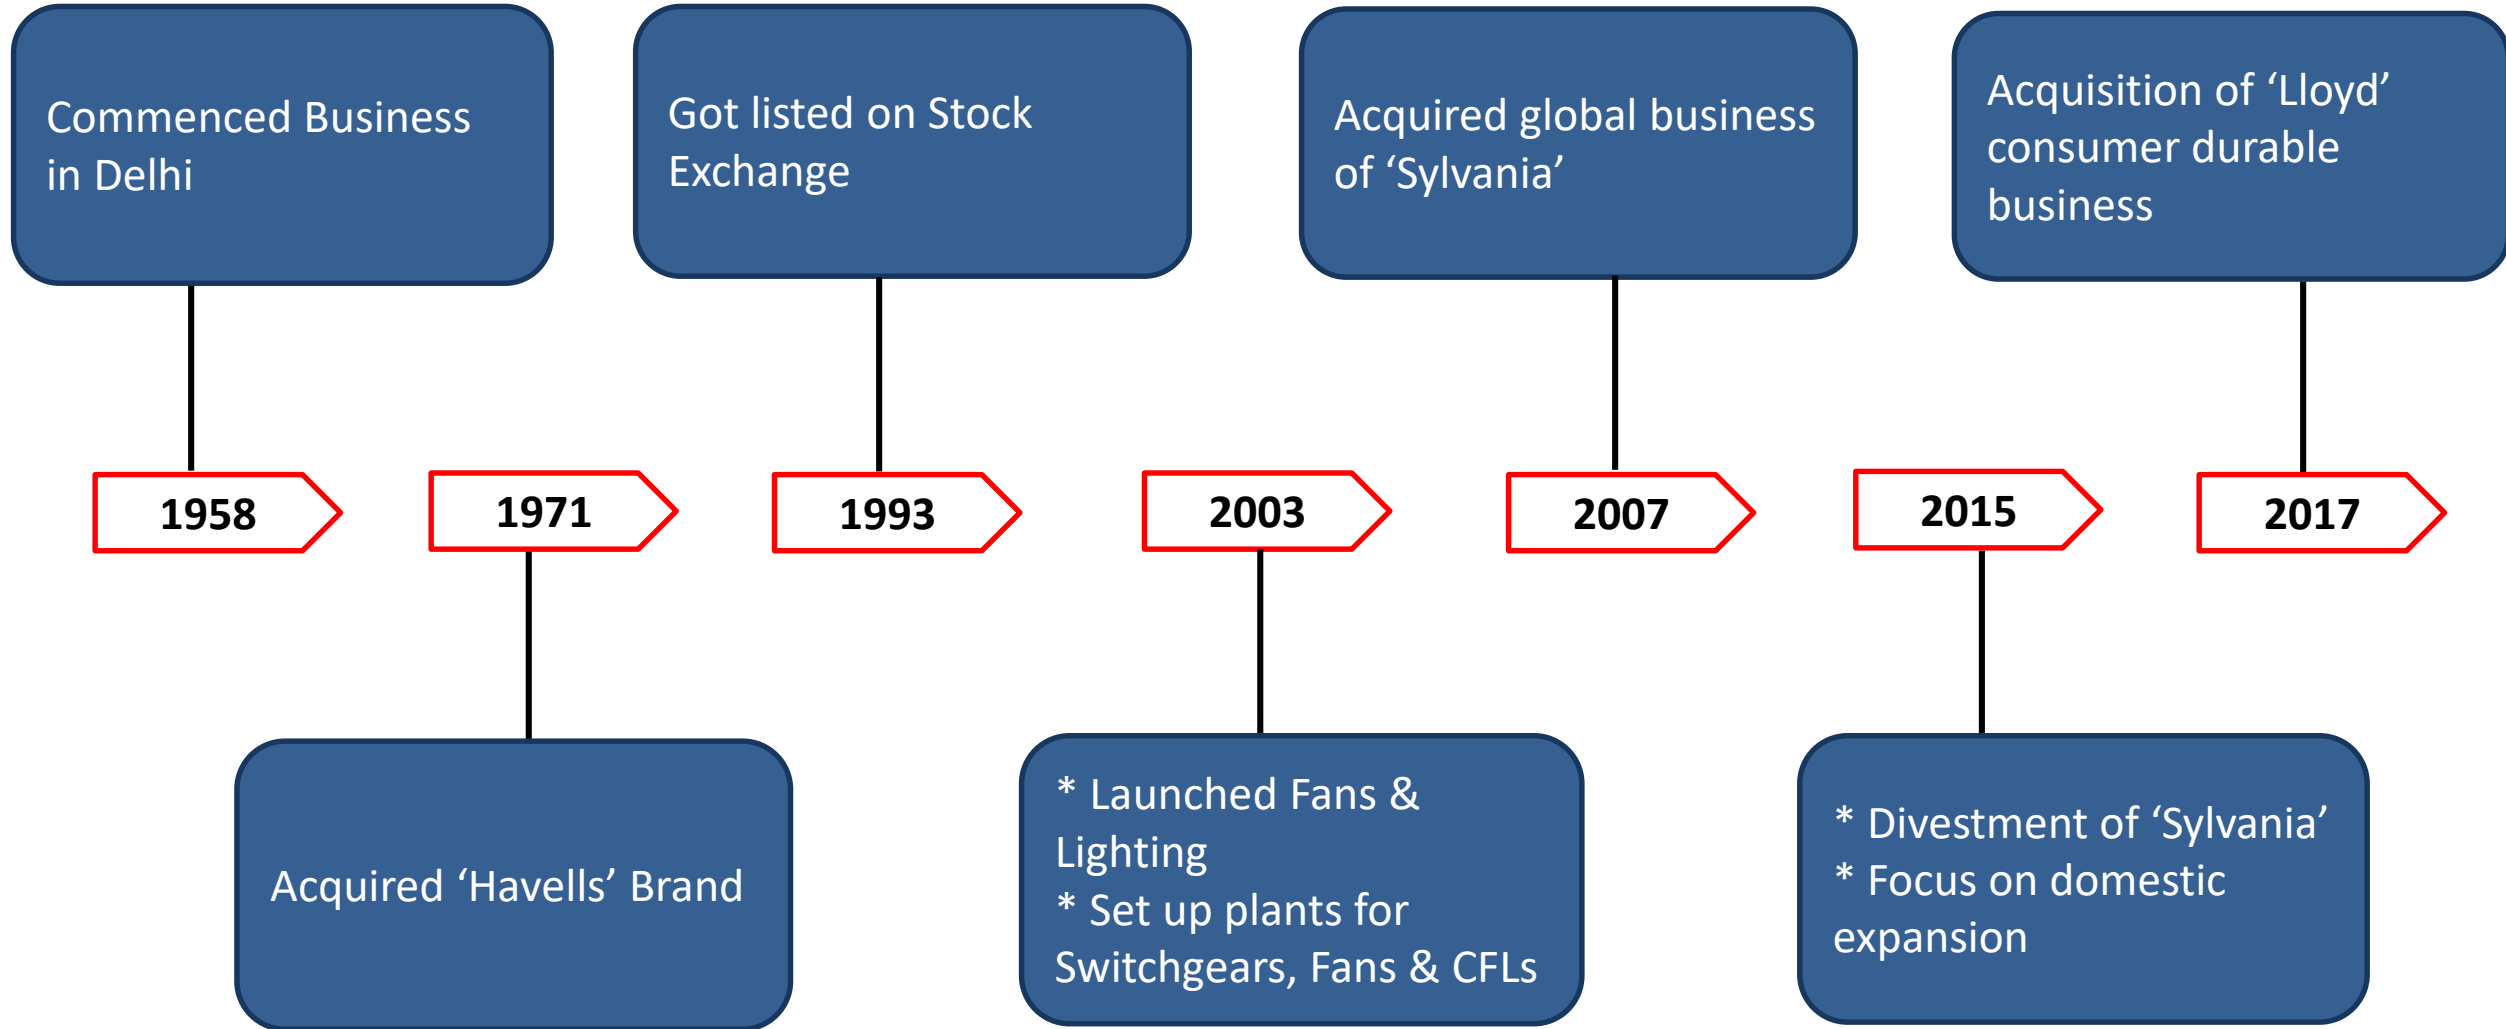 Commenced Business
in Delhi
Got listed on Stock
Exchange
Acquired global business
of ‘Sylvania’
Acquisition of ‘Lloyd’
consumer durable
business
1958
1971
1993
2003
2007
2015
2017
Acquired ‘Havells’ Brand
* Launched Fans &
Lighting
* Set up plants for
Switchgears, Fans & CFLs
* Divestment of ‘Sylvania’
* Focus on domestic
expansion